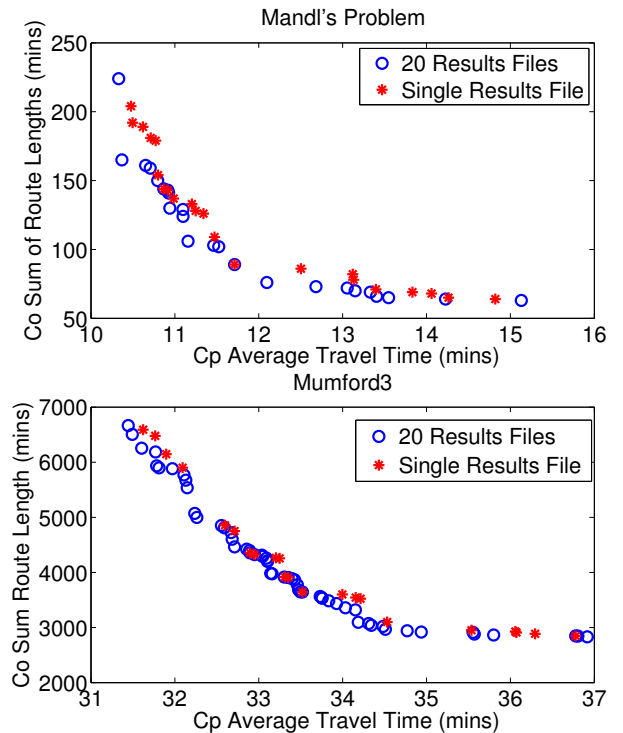 Mandl's Problem
Co Sum of Route Lengths (mins)
250
200
150
100
50
20 Results Files
Single Results File
10 11 12 13 14 15 16
Cp Average Travel Time (mins)
Mumford3
Co Sum Route Length (mins)
7000
6000
5000
4000
3000
2000
20 Results Files
Single Results File
31 32 33 34 35 36 37
Cp Average Travel Time (mins)